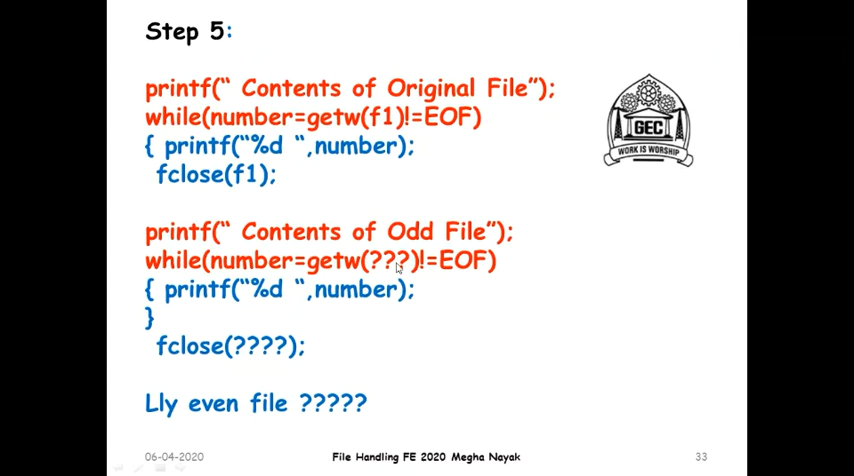 Step 5:
printf(“ Contents of Original File”);
while(number=getw(f1)!=EOF)
{ printf(“%d “,number);
fclose(f1);
printf(“ Contents of Odd File”);
while(number=getw(???)!=EOF)
{ printf(“%d “,number);
}
fclose(????);
Lly even file ?????
GEC
WORK IS WORSHIP
06-04-2020
File Handling FE 2020 Megha Nayak
33